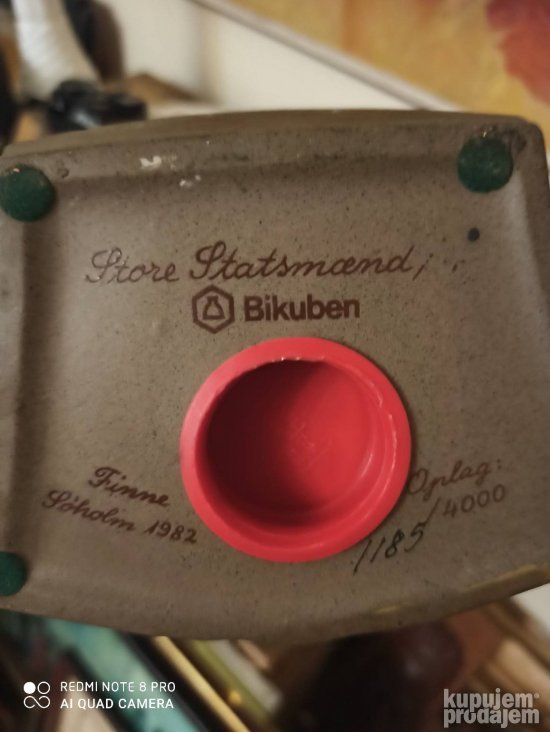 Store Statsmænd,
Bikuben
Finne
Söholm 1982
Oplag:
1185/4000
REDMI NOTE 8 PRO
AI QUAD CAMERA
kupujem
prodajem